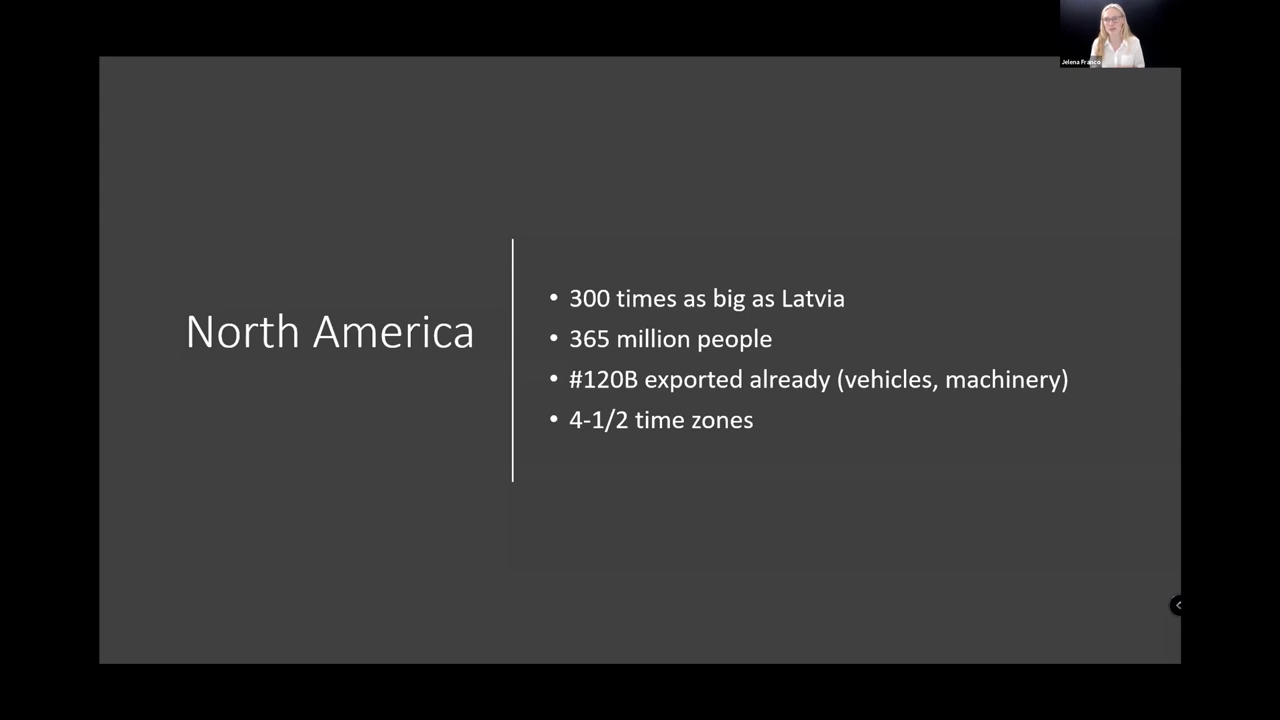 Jelena Franco
North America
• 300 times as big as Latvia
• 365 million people
• #120B exported already (vehicles, machinery)
• 4-1/2 time zones